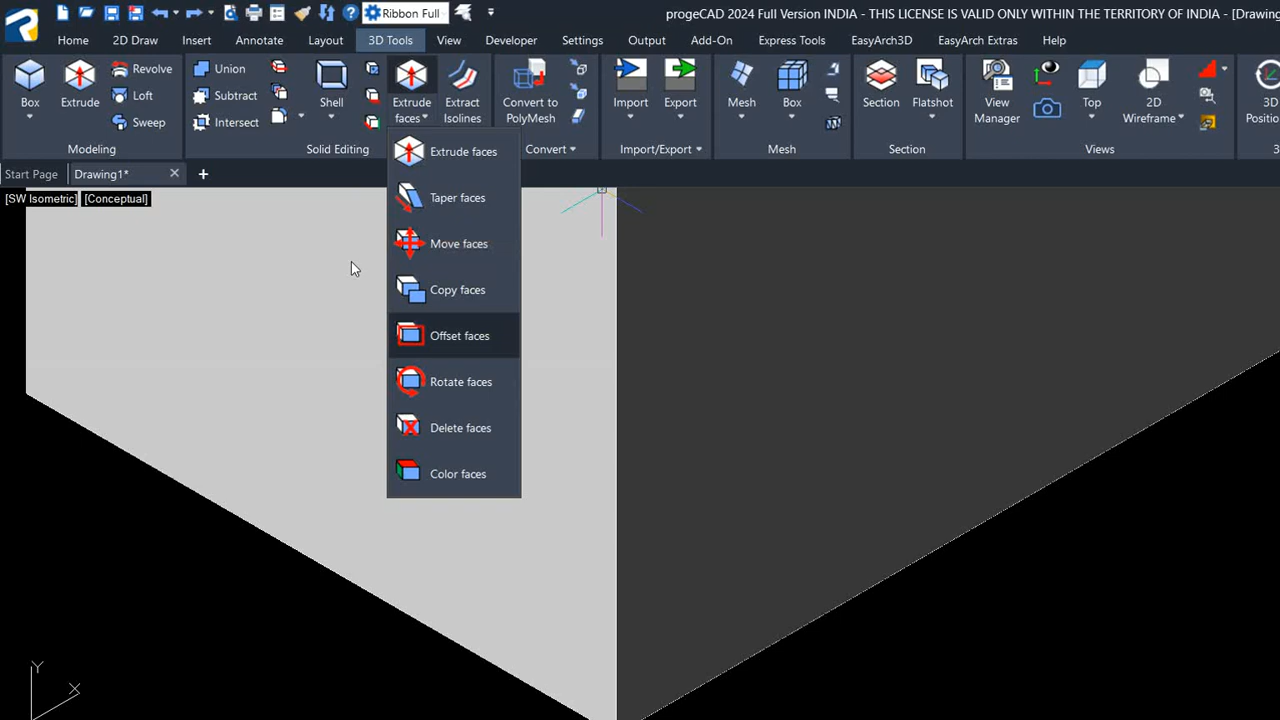 Ribbon Full
progeCAD 2024 Full Version INDIA - THIS LICENSE IS VALID ONLY WITHIN THE TERRITORY OF INDIA - [Drawing
Home 2D Draw Insert Annotate Layout 3D Tools View Developer Settings Output Add-On Express Tools EasyArch3D EasyArch Extras Help
Box
Extrude
Revolve
Loft
Sweep
Modeling
Union
Subtract
Intersect
Shell
Solid Editing
Extrude
faces
Extract
Isolines
Convert to
PolyMesh
Convert
Import
Export
Import/Export
Mesh
Box
Mesh
Section
Flatshot
Section
View
Manager
Top
2D
Wireframe
Views
3D
Positio
3
Start Page
Drawing1*
[SW Isometric] [Conceptual]
Extrude faces
Taper faces
Move faces
Copy faces
Offset faces
Rotate faces
Delete faces
Color faces
Y
X